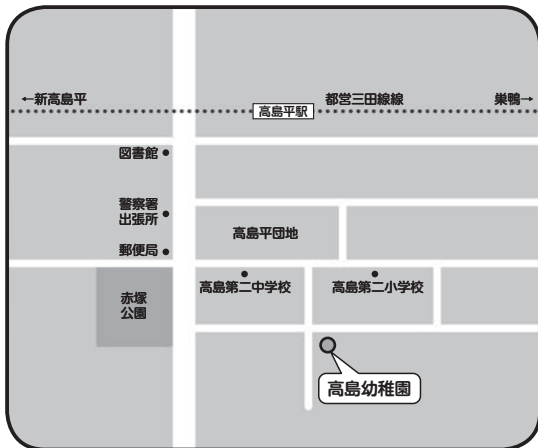 ←新高島平
都営三田線線
巣鴨→
高島平駅
図書館
警察署
出張所
高島平団地
郵便局
高島第二中学校
高島第二小学校
赤塚
公園
高島幼稚園